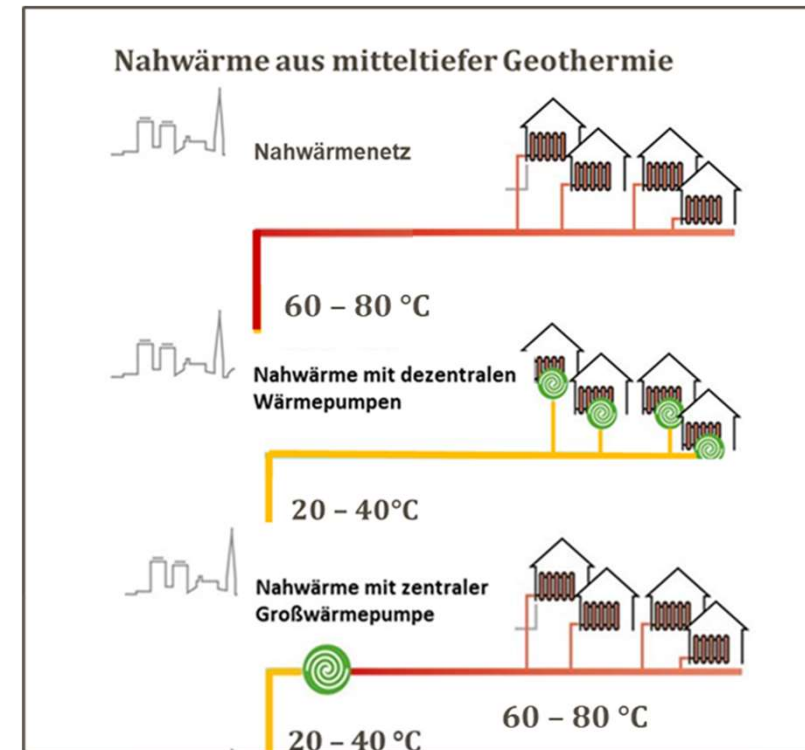 Nahwärme aus mitteltiefer Geothermie
Nahwärmenetz
60 – 80 °C
Nahwärme mit dezentralen
Wärmepumpen
20 – 40°C
Nahwärme mit zentraler
Großwärmepumpe
60 – 80 °C
20 – 40 °C